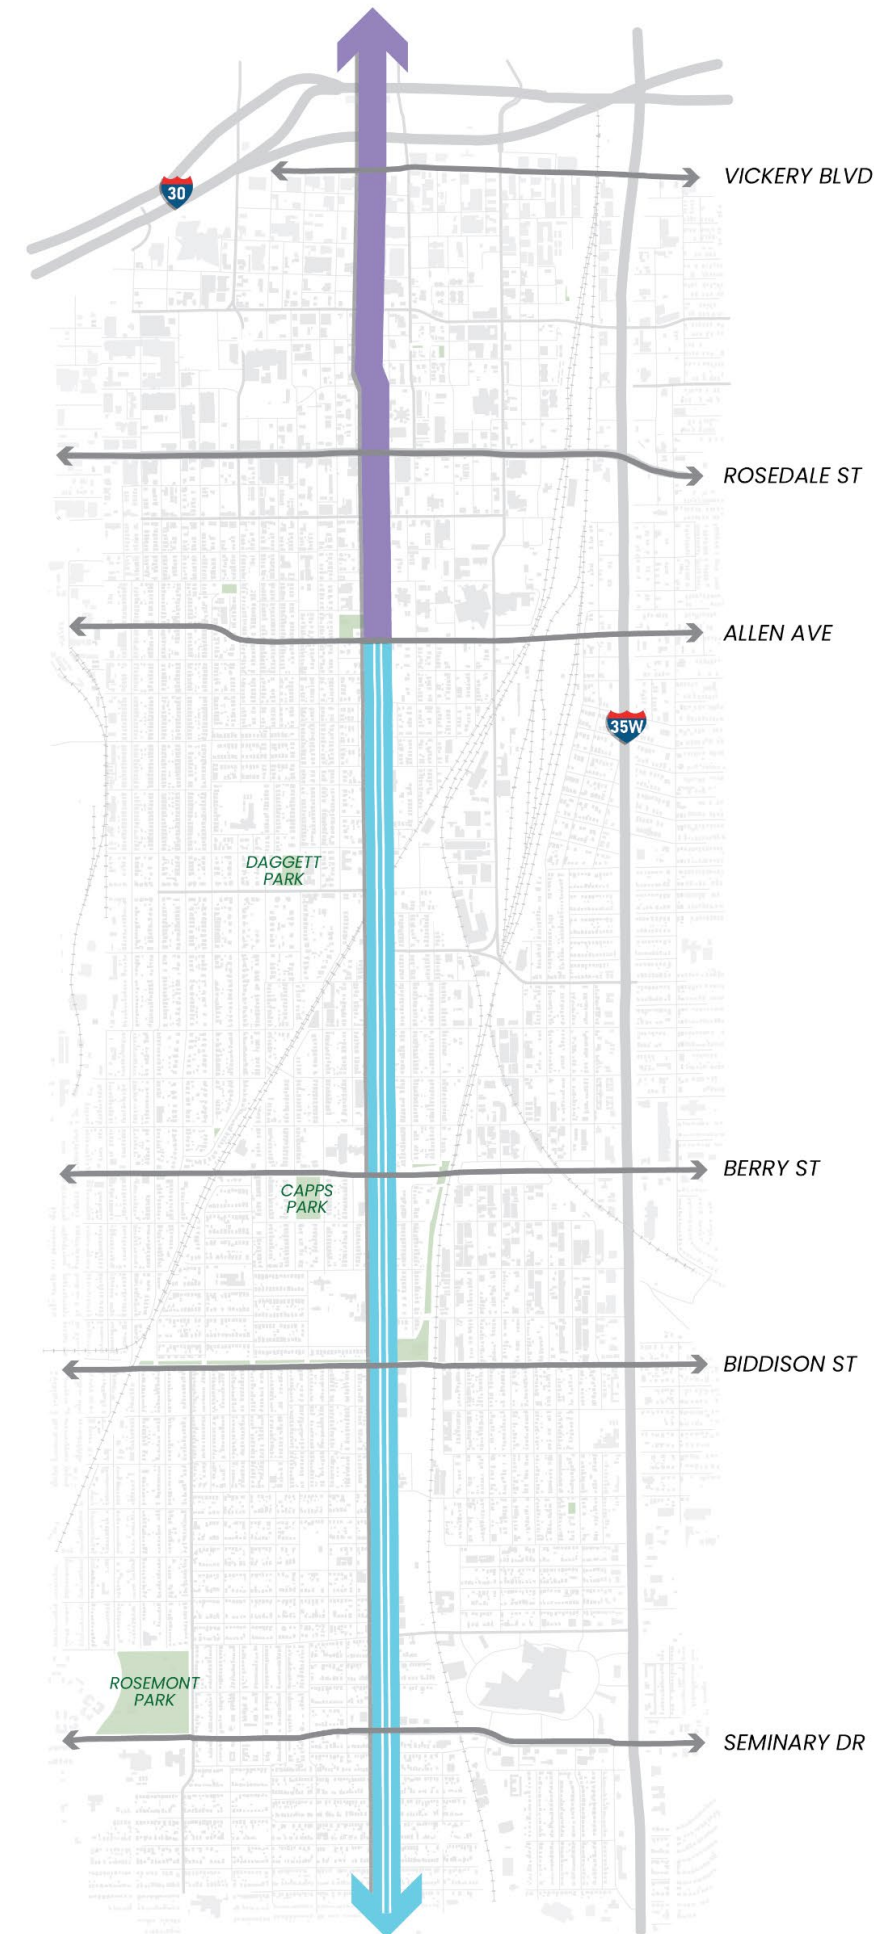 VICKERY BLVD
30
ROSEDALE ST
ALLEN AVE
35W
DAGGETT
PARK
BERRY ST
CAPPS
PARK
BIDDISON ST
ROSEMONT
PARK
SEMINARY DR